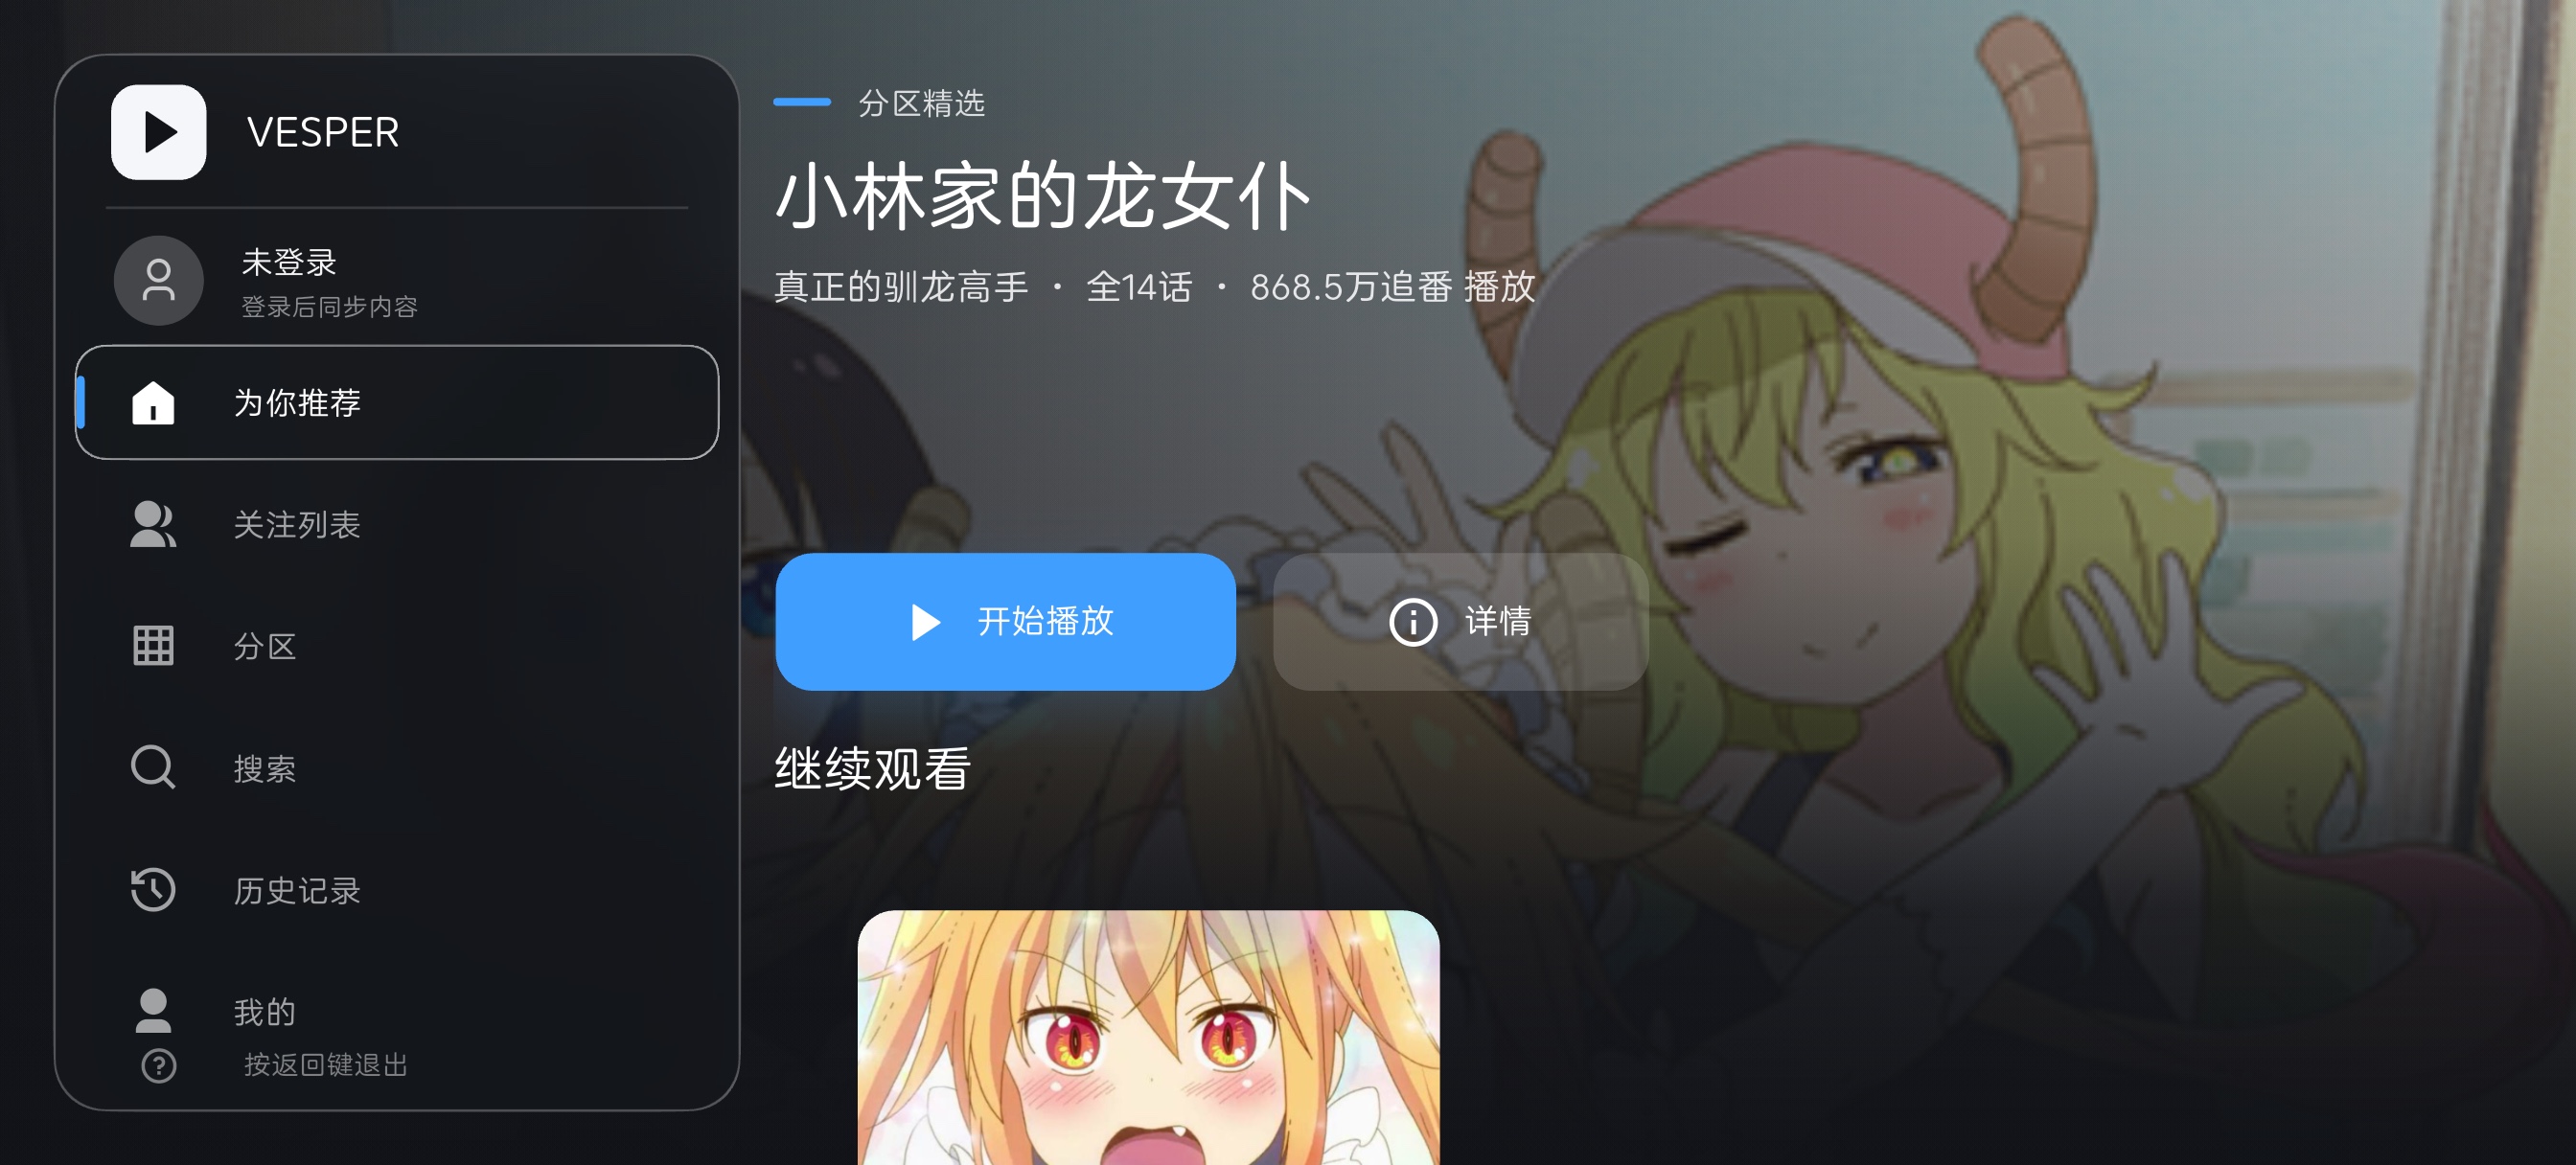 VESPER
未登录
登录后同步内容
为你推荐
关注列表
分区
搜索
历史记录
我的
按返回键退出
分区精选
小林家的龙女仆
真正的驯龙高手 · 全14话 · 868.5万追番 播放
开始播放
详情
继续观看